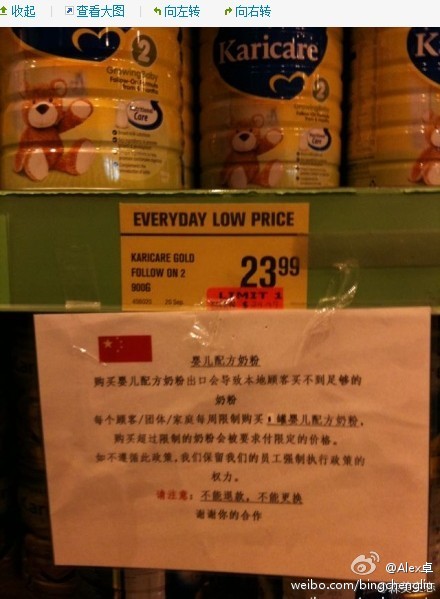 收起 查看大图 向左转 向右转
Karicare
Karicare
2
GrowingBaby
Follow-On Formula
EVERYDAY LOW PRICE
KARICARE GOLD
FOLLOW ON 2
900G
23.99
LIMIT 1
婴儿配方奶粉
购买婴儿配方奶粉出口会导致本地顾客买不到足够的
奶粉
每个顾客/团体/家庭每周限制购买1罐婴儿配方奶粉。
购买超过限制的奶粉会被要求付限定的价格。
如不遵循此政策,我们保留我们的员工强制执行政策的
权力。
请注意:不能退款,不能更换
谢谢你的合作
@Alex卓
weibo.com/bingchenglin